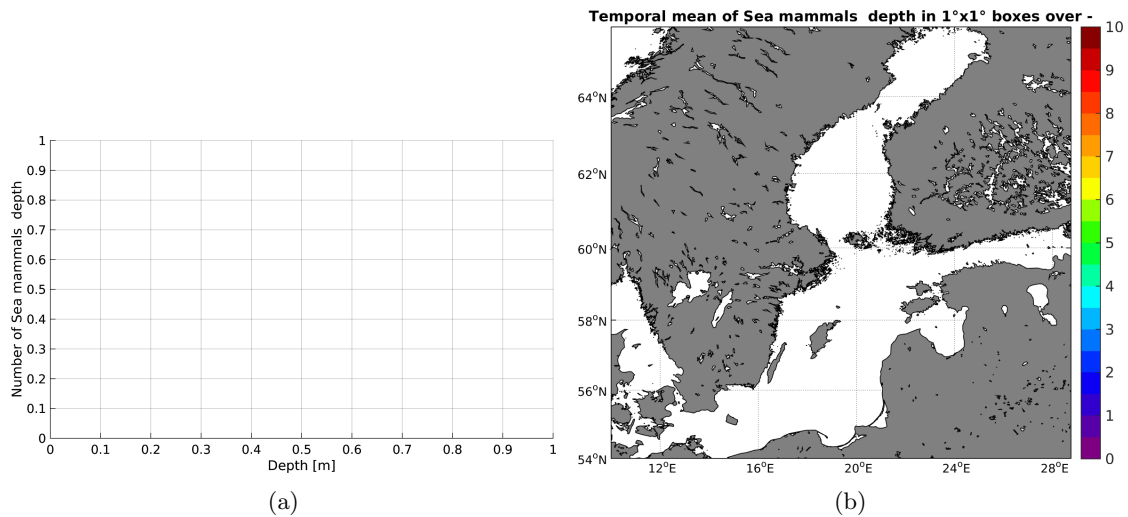 Temporal mean of Sea mammals  depth in 1°x1° boxes over -
Number of Sea mammals  depth
1
0.9
0.8
0.7
0.6
0.5
0.4
0.3
0.2
0.1
0
0 0.1 0.2 0.3 0.4 0.5 0.6 0.7 0.8 0.9 1
Depth [m]
(a)
64°N
62°N
60°N
58°N
56°N
54°N
12°E 16°E 20°E 24°E 28°E
10
9
8
7
6
5
4
3
2
1
0
(b)